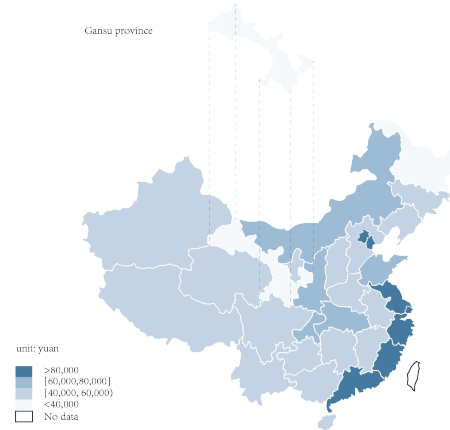 Gansu province
unit: yuan
>80,000
[60,000,80,000]
[40,000, 60,000)
<40,000
No data